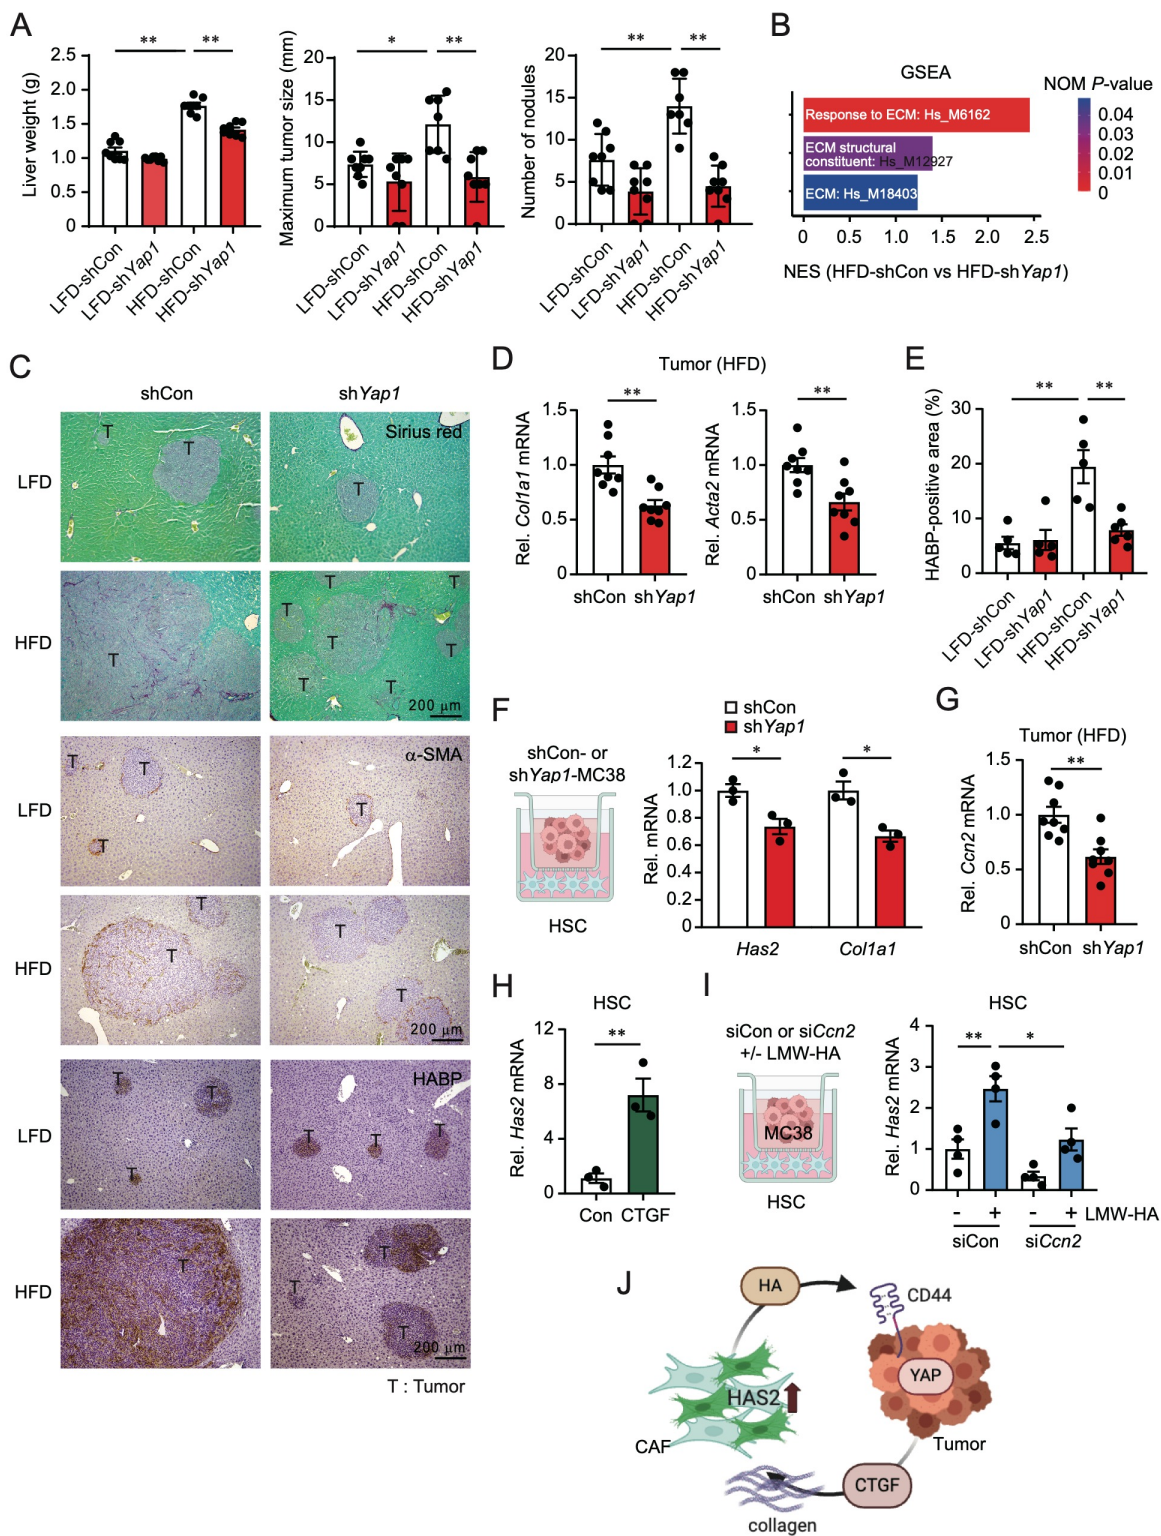 A
Liver weight (g)
2.5
2.0
1.5
1.0
0.5
0
** **
LFD-shCon
LFD-shYap1
HFD-shCon
HFD-shYap1
Maximum tumor size (mm)
20
15
10
5
0
* **
LFD-shCon
LFD-shYap1
HFD-shCon
HFD-shYap1
Number of nodules
20
15
10
5
0
** **
LFD-shCon
LFD-shYap1
HFD-shCon
HFD-shYap1
B
GSEA
NOM P-value
Response to ECM: Hs_M6162
ECM structural
constituent: Hs_M12927
ECM: Hs_M18403
0.04
0.03
0.02
0.01
0
0 0.5 1.0 1.5 2.0 2.5
NES (HFD-shCon vs HFD-shYap1)
C
shCon shYap1
LFD
T
T
Sirius red
T
HFD
T
T
T
T
T
T
T
T
200 μm
LFD
T
T
T
α-SMA
T
HFD
T
T
T
T
200 μm
LFD
T
T
T
HABP
T
T
T
HFD
T
T
T
T
200 μm
T : Tumor
D
Tumor (HFD)
Rel. Col1a1 mRNA
1.5
1.0
0.5
0
**
shCon shYap1
Rel. Acta2 mRNA
1.5
1.0
0.5
0
**
shCon shYap1
E
HABP-positive area (%)
30
20
10
0
** **
LFD-shCon
LFD-shYap1
HFD-shCon
HFD-shYap1
F
shCon- or
shYap1-MC38
HSC
shCon
shYap1
Rel. mRNA
1.2
1.0
0.8
0.6
0.4
0.2
0
* *
Has2 Col1a1
G
Tumor (HFD)
Rel. Ccn2 mRNA
1.5
1.0
0.5
0
**
shCon shYap1
H
HSC
Rel. Has2 mRNA
12
8
4
0
**
Con CTGF
I
siCon or siCcn2
+/- LMW-HA
MC38
HSC
HSC
Rel. Has2 mRNA
4
3
2
1
0
** *
- + - + LMW-HA
siCon siCcn2
J
HA
CD44
YAP
HAS2
CAF
Tumor
CTGF
collagen